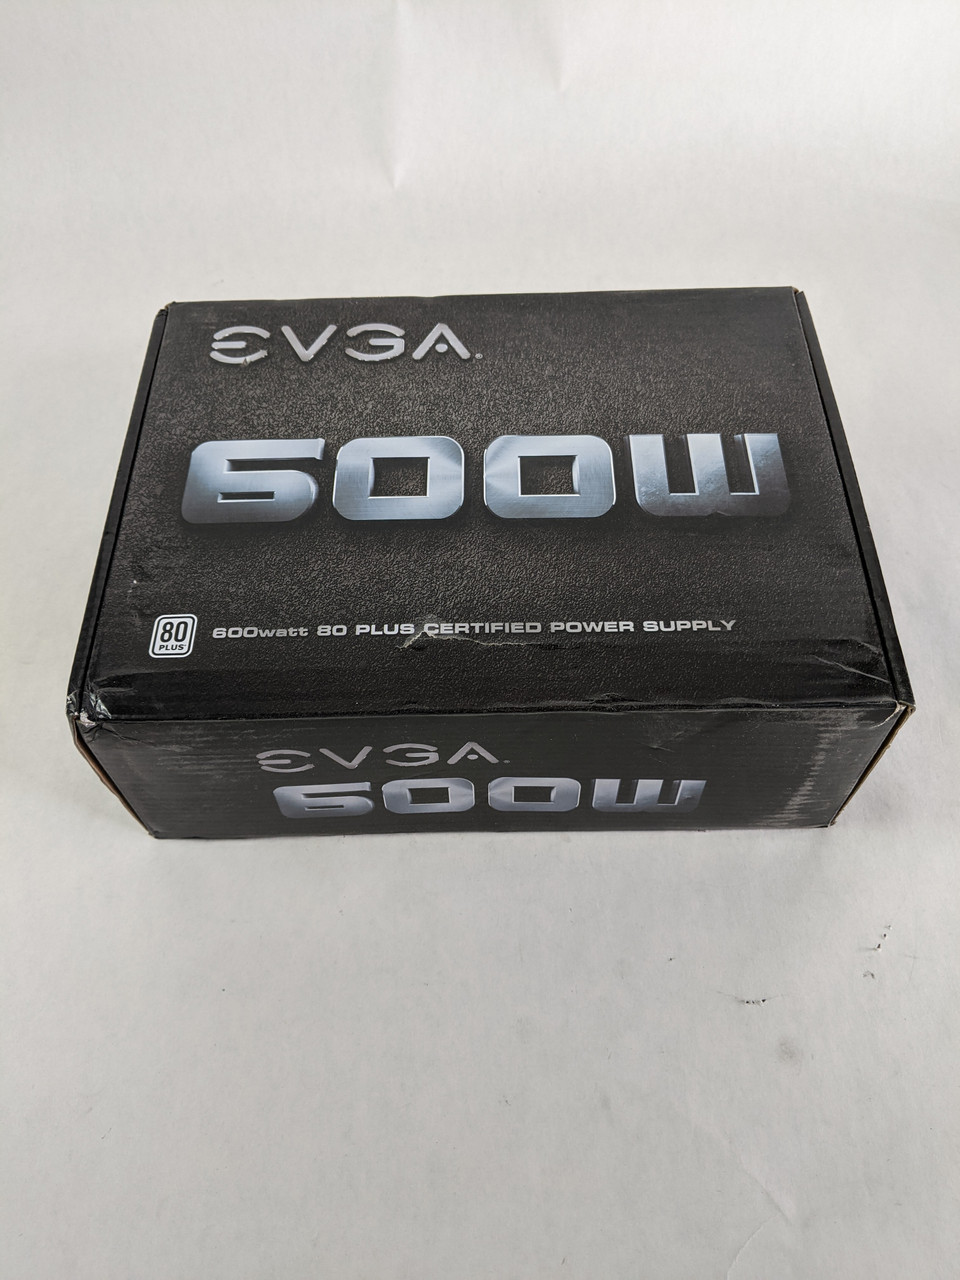 EVGA
600W
80
PLUS
600watt 80 PLUS CERTIFIED POWER SUPPLY
EVGA
600W